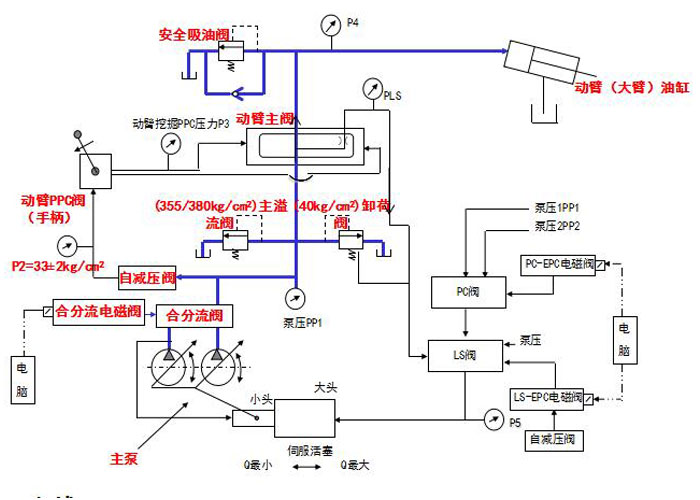 P4
安全吸油阀
动臂（大臂）油缸
PLS
动臂挖掘PPC压力P3
动臂主阀
动臂PPC阀
（手柄）
(355/380kg/cm²)主溢
流阀
(40kg/cm²)卸荷
阀
泵压1PP1
泵压2PP2
P2=33±2kg/cm²
自减压阀
PC-EPC电磁阀
PC阀
合分流电磁阀
合分流阀
泵压PP1
电
脑
泵压
LS阀
电
脑
大头
小头
LS-EPC电磁阀
P5
自减压阀
主泵
伺服活塞
Q最小
Q最大